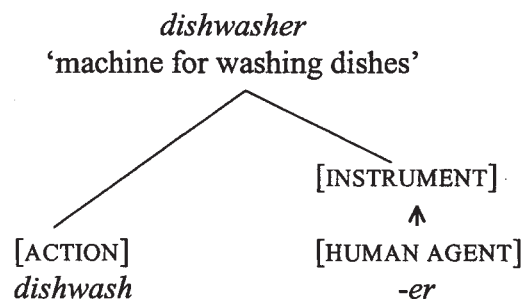 dishwasher
‘machine for washing dishes’
[INSTRUMENT]
[ACTION] [HUMAN AGENT]
dishwash -er